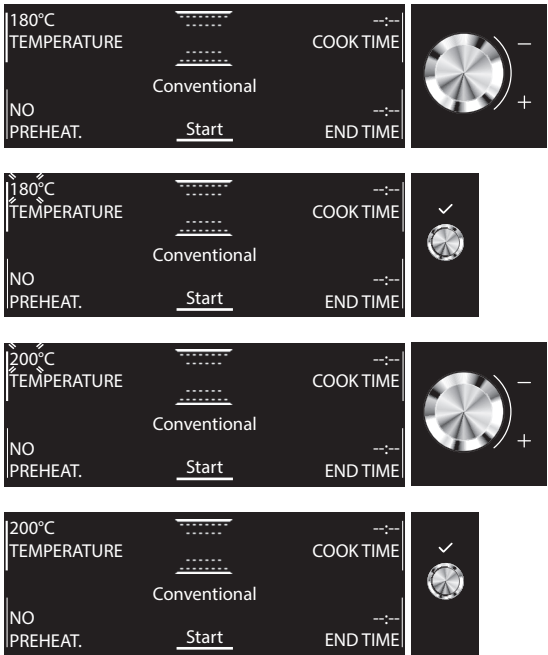 180°C
TEMPERATURE
--:--
COOK TIME
Conventional
NO
PREHEAT.
Start
--:--
END TIME
−
+
180°C
TEMPERATURE
--:--
COOK TIME
Conventional
NO
PREHEAT.
Start
--:--
END TIME
✓
200°C
TEMPERATURE
--:--
COOK TIME
Conventional
NO
PREHEAT.
Start
--:--
END TIME
−
+
200°C
TEMPERATURE
--:--
COOK TIME
Conventional
NO
PREHEAT.
Start
--:--
END TIME
✓